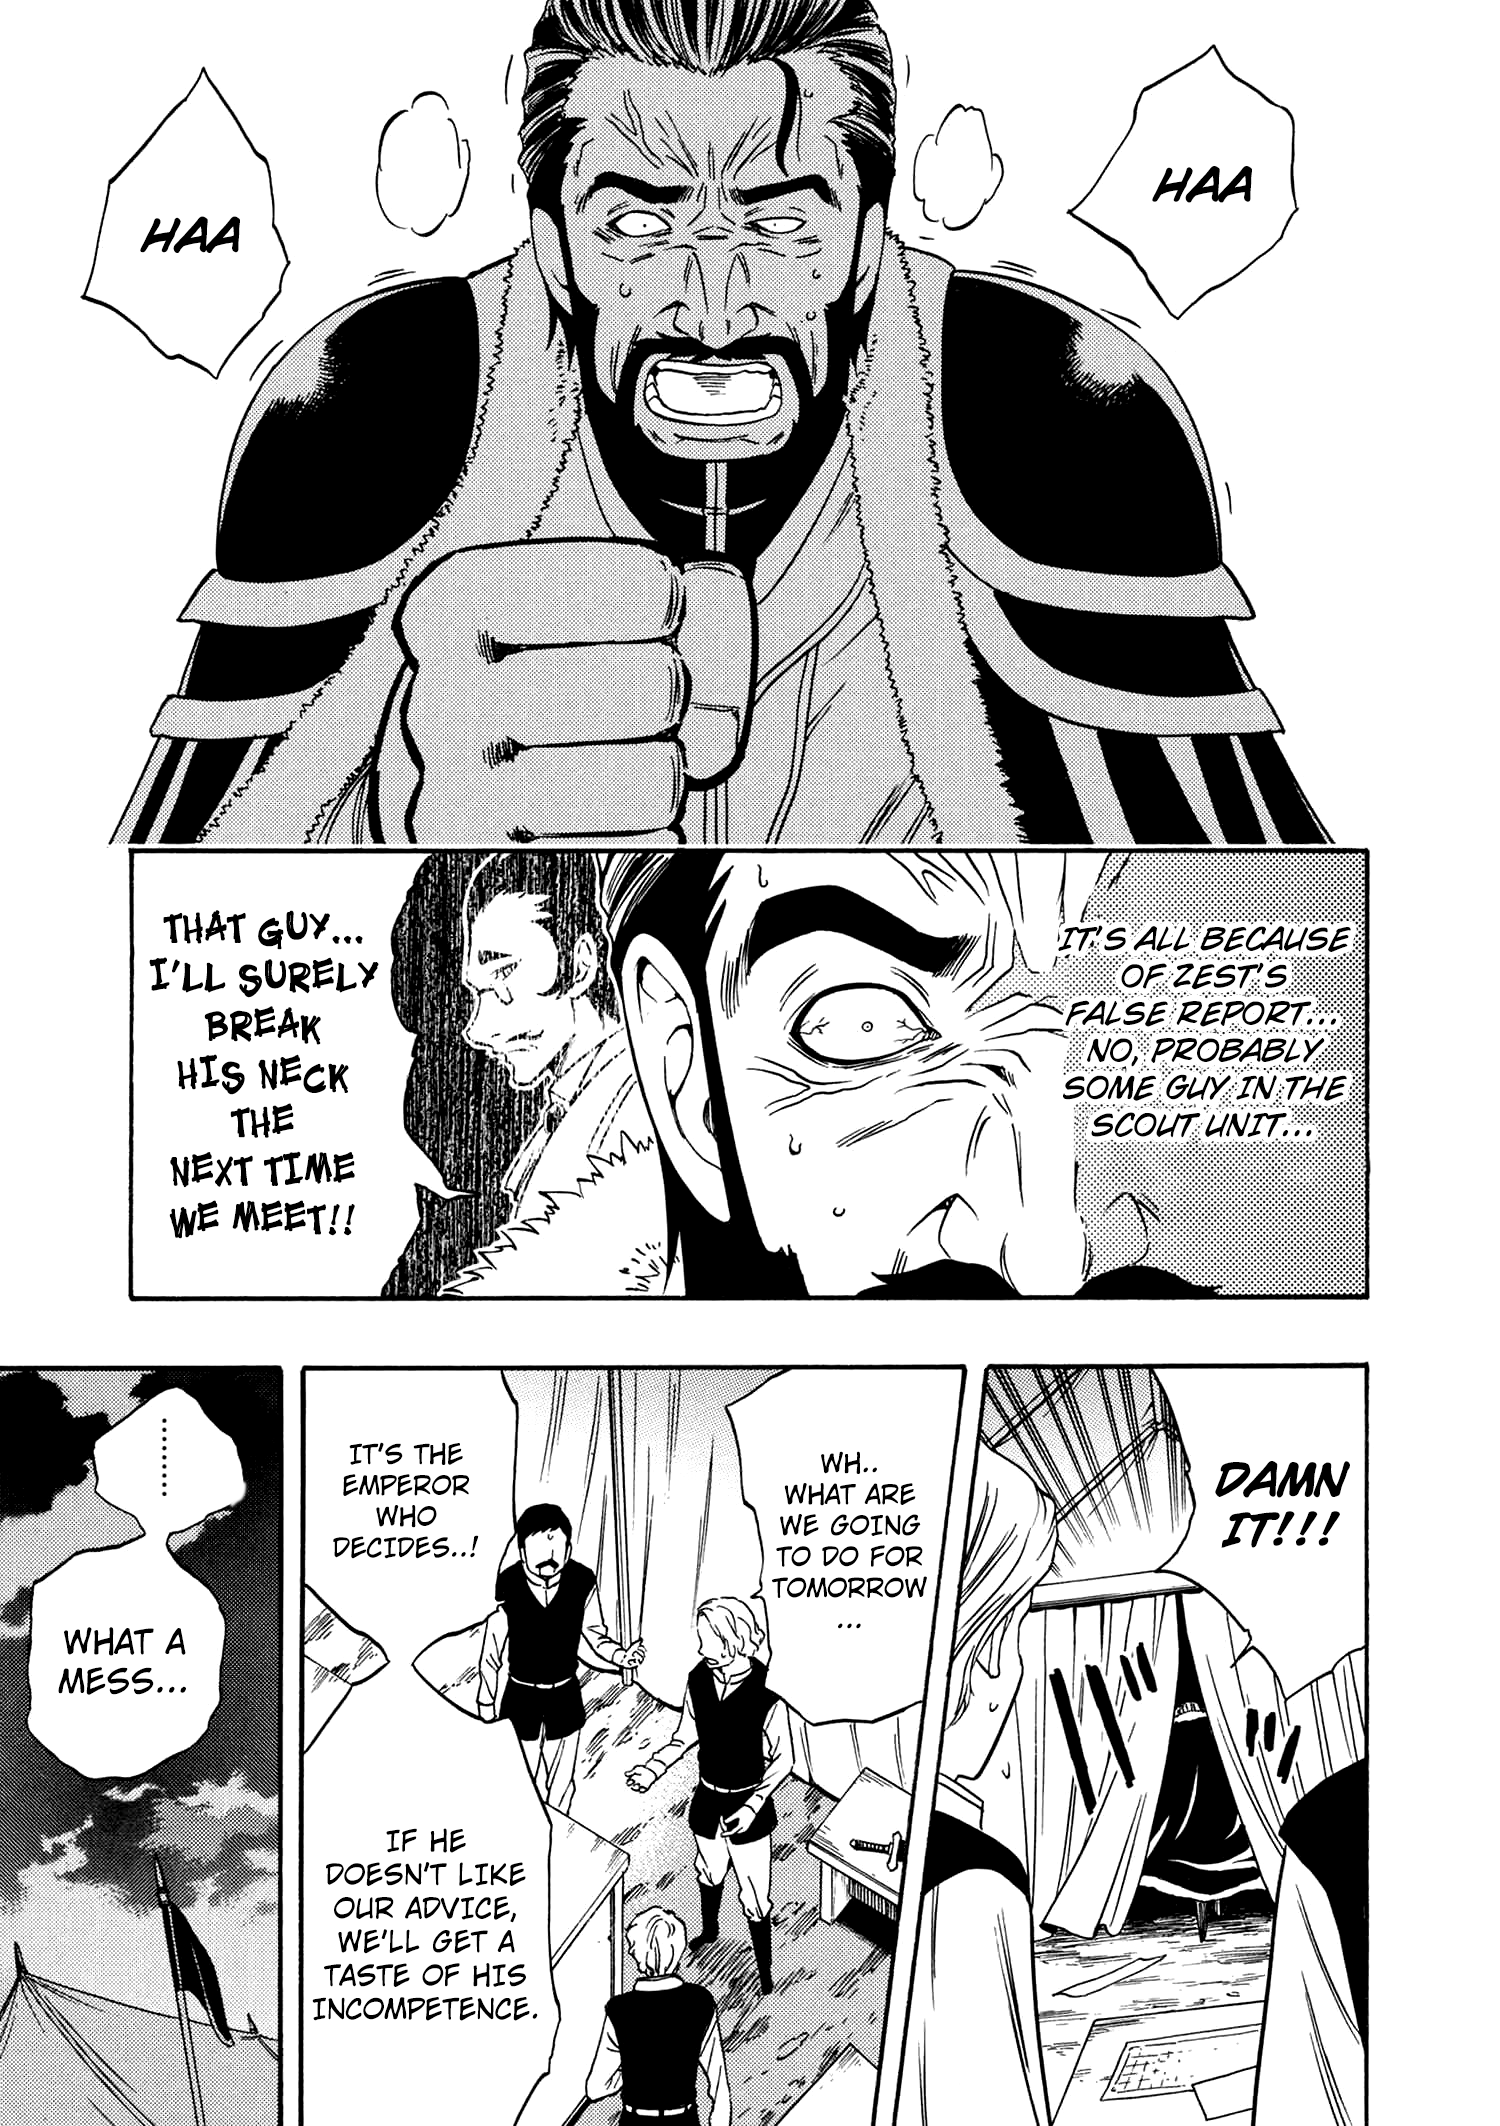 HAA
HAA
IT'S ALL BECAUSE
OF ZEST'S
FALSE REPORT...
NO, PROBABLY
SOME GUY IN THE
SCOUT UNIT...
THAT GUY...
I'LL SURELY
BREAK
HIS NECK
THE
NEXT TIME
WE MEET!!
DAMN
IT!!!
WH..
WHAT ARE
WE GOING
TO DO FOR
TOMORROW
...
IT'S THE
EMPEROR
WHO
DECIDES..!
IF HE
DOESN'T LIKE
OUR ADVICE,
WE'LL GET A
TASTE OF HIS
INCOMPETENCE.
.........
WHAT A
MESS...